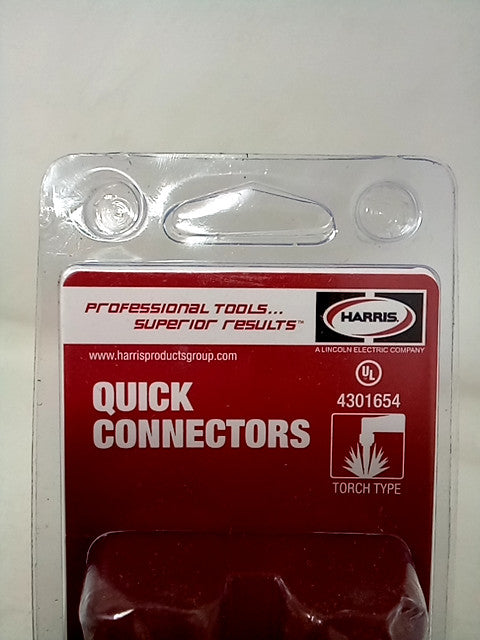 PROFESSIONAL TOOLS...
SUPERIOR RESULTS™
HARRIS.
A LINCOLN ELECTRIC COMPANY
www.harrisproductsgroup.com
UL
4301654
QUICK
CONNECTORS
TORCH TYPE